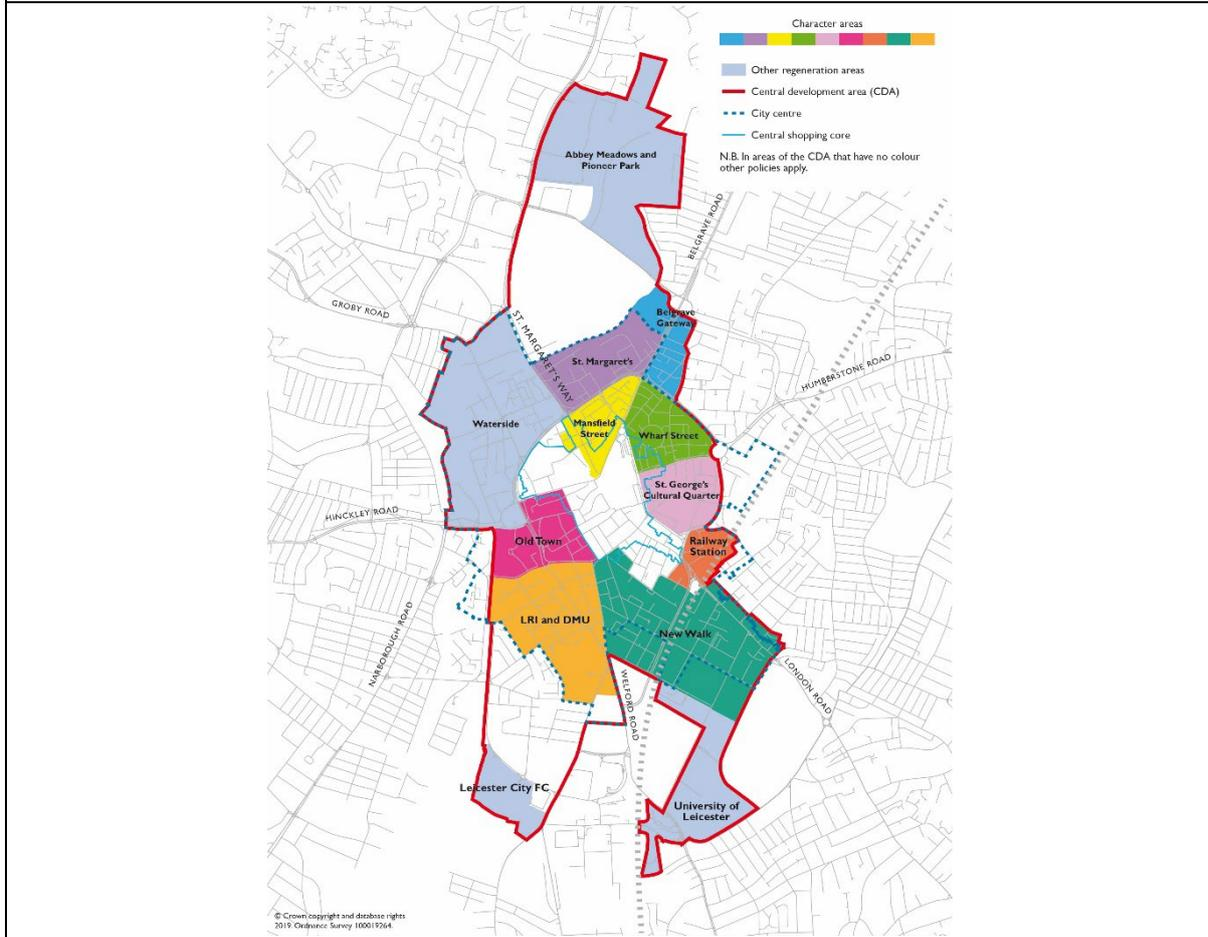 Character areas
Other regeneration areas
Central development area (CDA)
City centre
Central shopping core
N.B. In areas of the CDA that have no colour
other policies apply.
Abbey Meadows and
Pioneer Park
BELGRAVE ROAD
GROBY ROAD
ST. MARGARET'S WAY
Belgrave
Gateway
St. Margaret's
HUMBERSTONE ROAD
Waterside
Mansfield
Street
Wharf Street
St. George's
Cultural Quarter
HINCKLEY ROAD
Old Town
Railway
Station
LRI and DMU
New Walk
NARBOROUGH ROAD
WELFORD ROAD
LONDON ROAD
Leicester City FC
University of
Leicester
© Crown copyright and database rights
2019. Ordnance Survey 100019264.